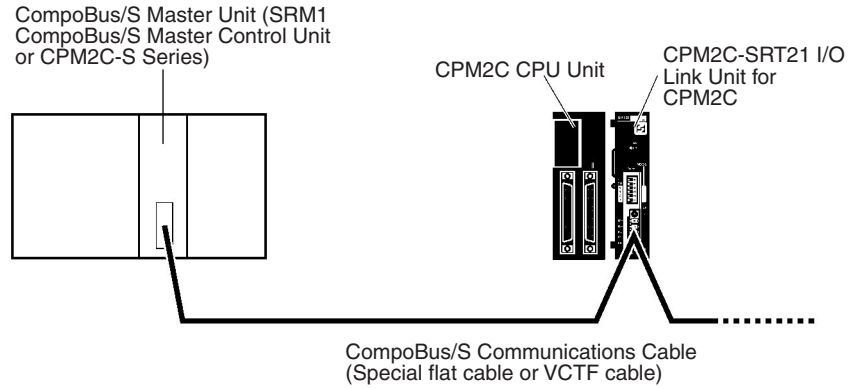 CompoBus/S Master Unit (SRM1
CompoBus/S Master Control Unit
or CPM2C-S Series)
CPM2C CPU Unit
CPM2C-SRT21 I/O
Link Unit for
CPM2C
CompoBus/S Communications Cable
(Special flat cable or VCTF cable)